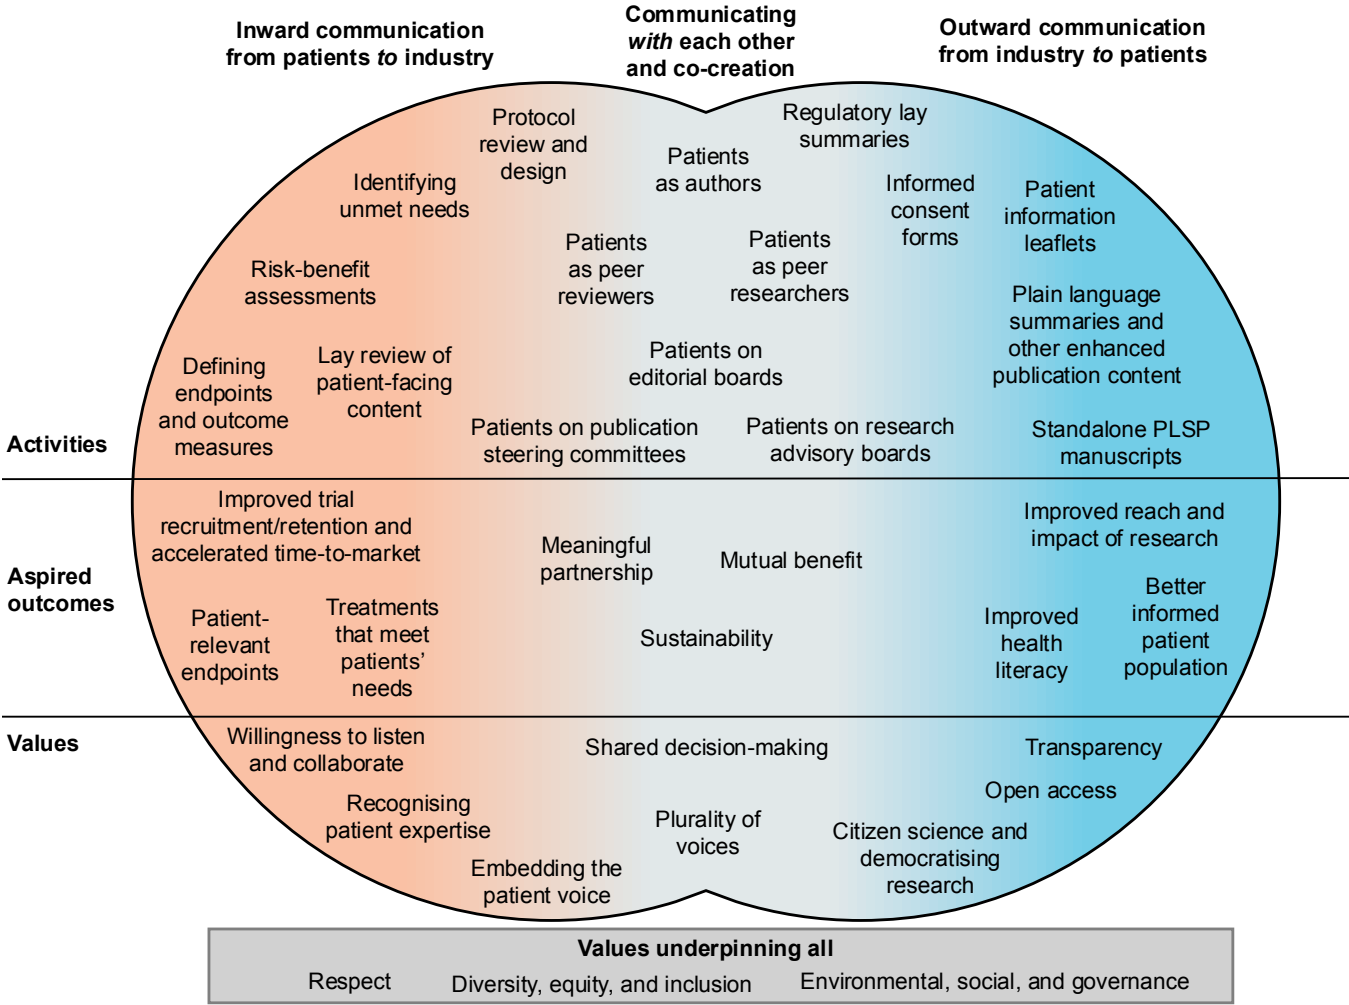 Inward communication
from patients to industry
Communicating
with each other
and co-creation
Outward communication
from industry to patients
Protocol
review and
design
Regulatory lay
summaries
Patients
as authors
Identifying
unmet needs
Informed
consent
forms
Patient
information
leaflets
Risk-benefit
assessments
Patients
as peer
reviewers
Patients
as peer
researchers
Plain language
summaries and
other enhanced
publication content
Defining
endpoints
and outcome
measures
Lay review of
patient-facing
content
Patients on
editorial boards
Patients on publication
steering committees
Patients on research
advisory boards
Standalone PLSP
manuscripts
Activities
Improved trial
recruitment/retention and
accelerated time-to-market
Meaningful
partnership
Mutual benefit
Improved reach and
impact of research
Aspired
outcomes
Patient-
relevant
endpoints
Treatments
that meet
patients’
needs
Sustainability
Improved
health
literacy
Better
informed
patient
population
Values
Willingness to listen
and collaborate
Shared decision-making
Transparency
Open access
Recognising
patient expertise
Plurality of
voices
Citizen science and
democratising
research
Embedding the
patient voice
Values underpinning all
Respect
Diversity, equity, and inclusion
Environmental, social, and governance